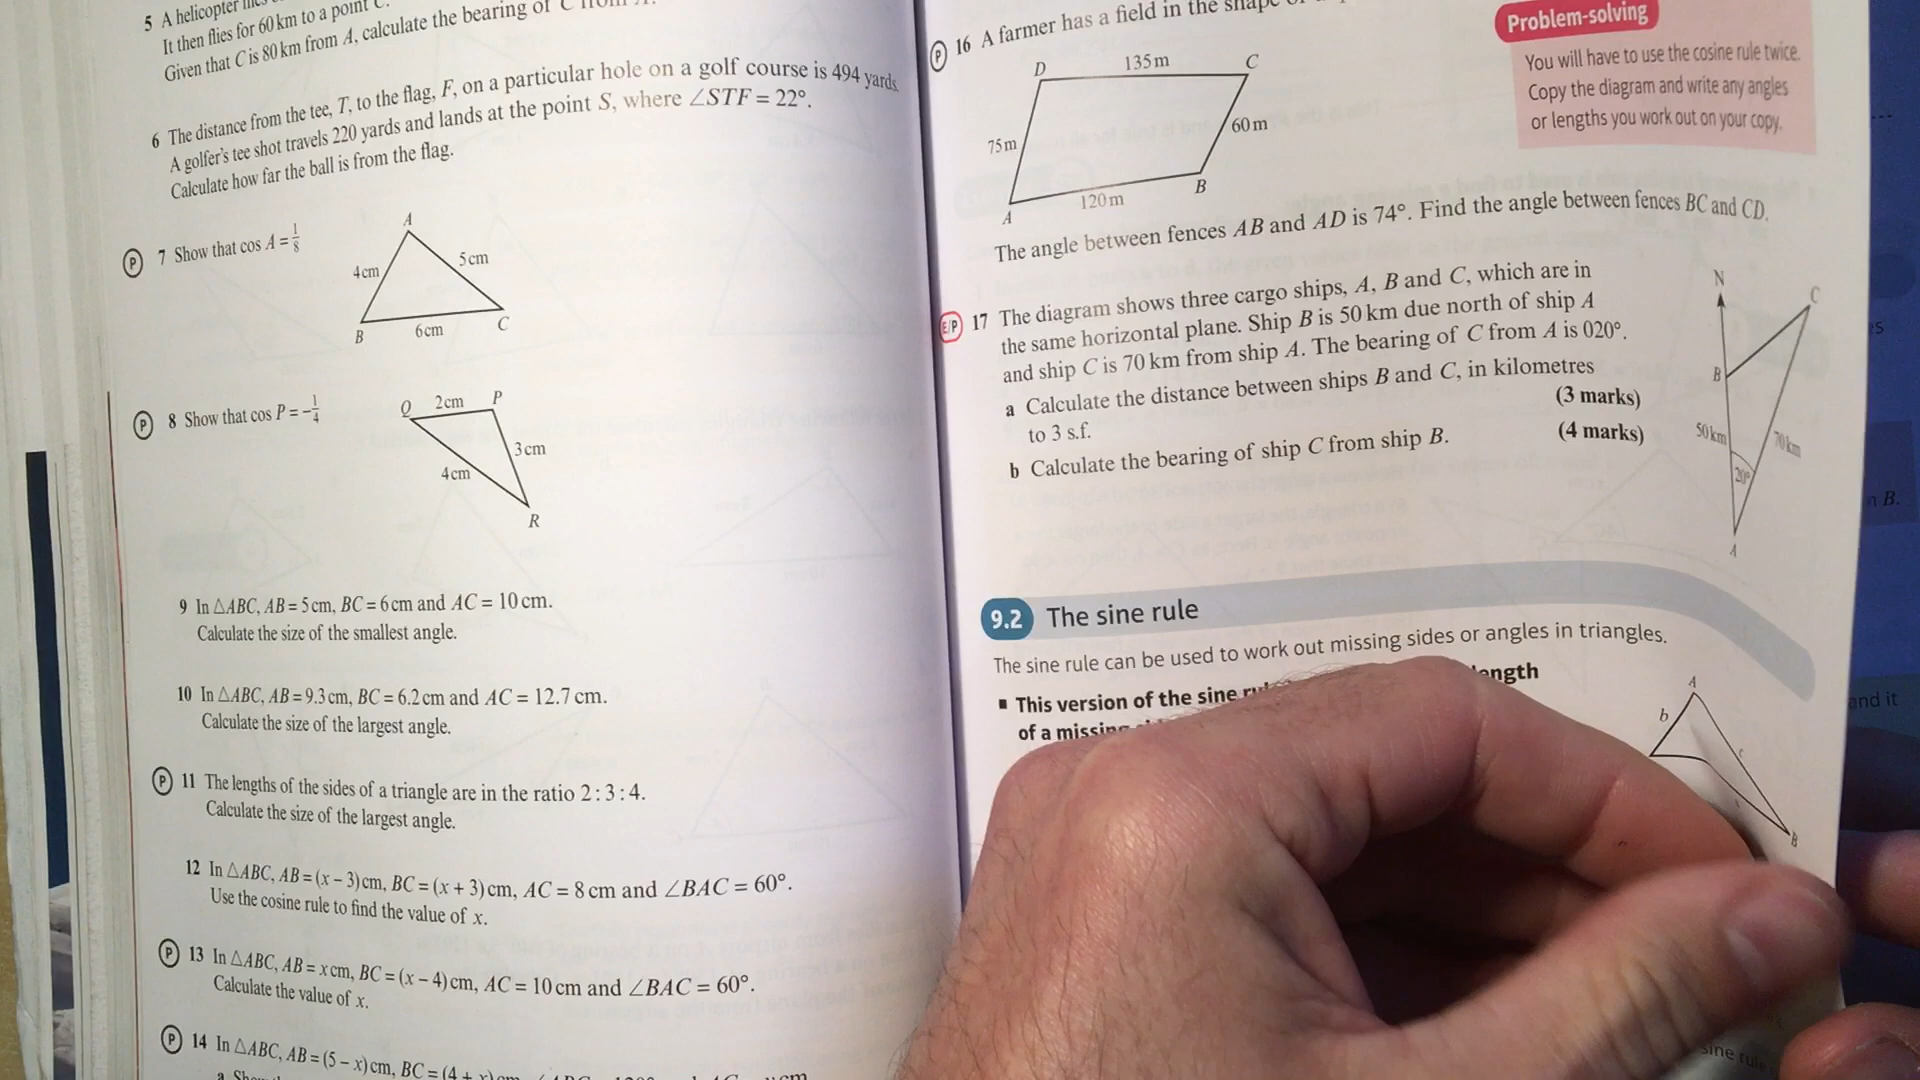 5 A helicopter
It then flies for 60 km to a point C.
Given that C is 80 km from A, calculate the bearing of C from A.
6 The distance from the tee, T, to the flag, F, on a particular hole on a golf course is 494 yards.
A golfer's tee shot travels 220 yards and lands at the point S, where ∠STF = 22°.
Calculate how far the ball is from the flag.
P 7 Show that cos A = 1/8
A
4 cm
5 cm
B
6 cm
C
P 8 Show that cos P = −1/4
Q
2 cm
P
3 cm
4 cm
R
9 In △ABC, AB = 5 cm, BC = 6 cm and AC = 10 cm.
Calculate the size of the smallest angle.
10 In △ABC, AB = 9.3 cm, BC = 6.2 cm and AC = 12.7 cm.
Calculate the size of the largest angle.
P 11 The lengths of the sides of a triangle are in the ratio 2 : 3 : 4.
Calculate the size of the largest angle.
12 In △ABC, AB = (x − 3) cm, BC = (x + 3) cm, AC = 8 cm and ∠BAC = 60°.
Use the cosine rule to find the value of x.
P 13 In △ABC, AB = x cm, BC = (x − 4) cm, AC = 10 cm and ∠BAC = 60°.
Calculate the value of x.
P 14 In △ABC, AB = (5 − x) cm, BC = (4 +
a
P 16 A farmer has a field in the shape
D
135 m
C
75 m
60 m
A
120 m
B
Problem-solving
You will have to use the cosine rule twice.
Copy the diagram and write any angles
or lengths you work out on your copy.
The angle between fences AB and AD is 74°. Find the angle between fences BC and CD.
E/P 17 The diagram shows three cargo ships, A, B and C, which are in
the same horizontal plane. Ship B is 50 km due north of ship A
and ship C is 70 km from ship A. The bearing of C from A is 020°.
a Calculate the distance between ships B and C, in kilometres
to 3 s.f. (3 marks)
b Calculate the bearing of ship C from ship B. (4 marks)
N
C
B
50 km
70 km
20°
A
9.2 The sine rule
The sine rule can be used to work out missing sides or angles in triangles.
■ This version of the sine
of a missing
A
b
c
B
n B.
and it
sine rule